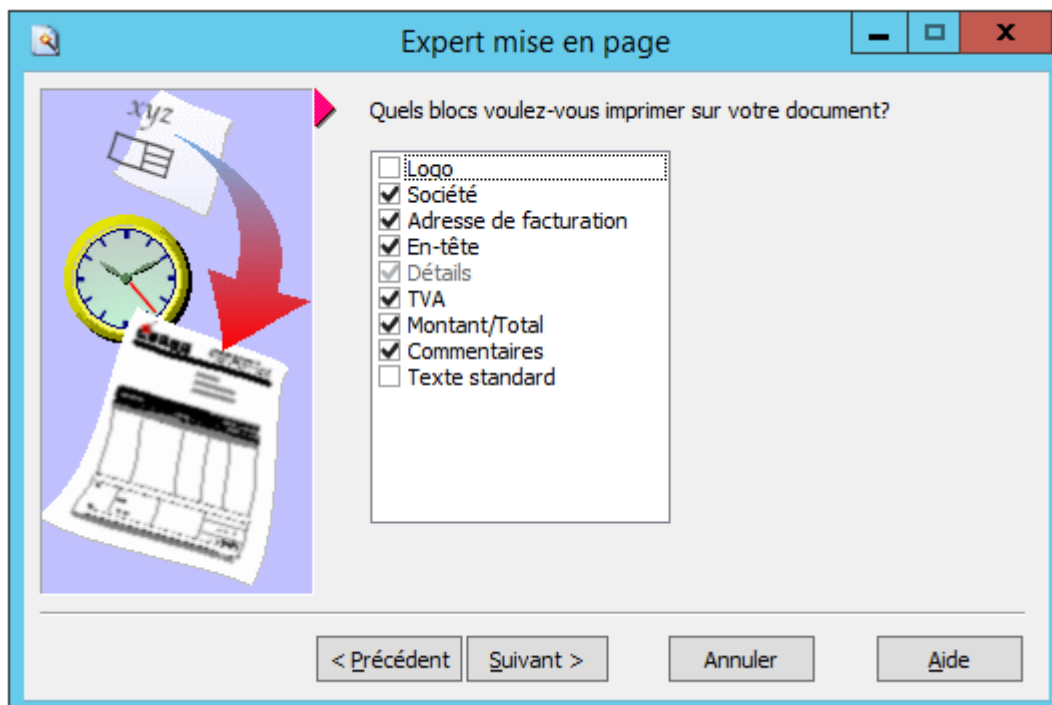 Expert mise en page
xyz
Quels blocs voulez-vous imprimer sur votre document?
Logo
Société
Adresse de facturation
En-tête
Détails
TVA
Montant/Total
Commentaires
Texte standard
< Précédent
Suivant >
Annuler
Aide